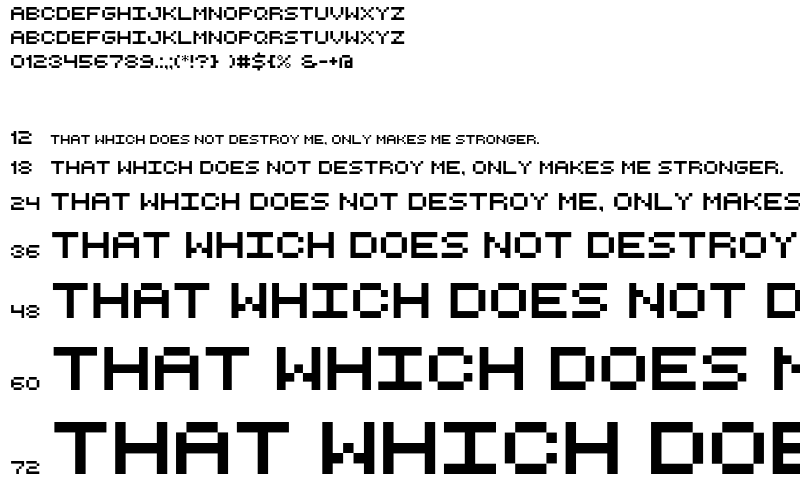 ABCDEFGHIJKLMNOPQRSTUVWXYZ
ABCDEFGHIJKLMNOPQRSTUVWXYZ
0123456789.:,;(*!?} )#${% &-+@
12 THAT WHICH DOES NOT DESTROY ME, ONLY MAKES ME STRONGER.
18 THAT WHICH DOES NOT DESTROY ME, ONLY MAKES ME STRONGER.
24 THAT WHICH DOES NOT DESTROY ME, ONLY MAKES
36 THAT WHICH DOES NOT DESTROY
48 THAT WHICH DOES NOT D
60 THAT WHICH DOES N
72 THAT WHICH DOE